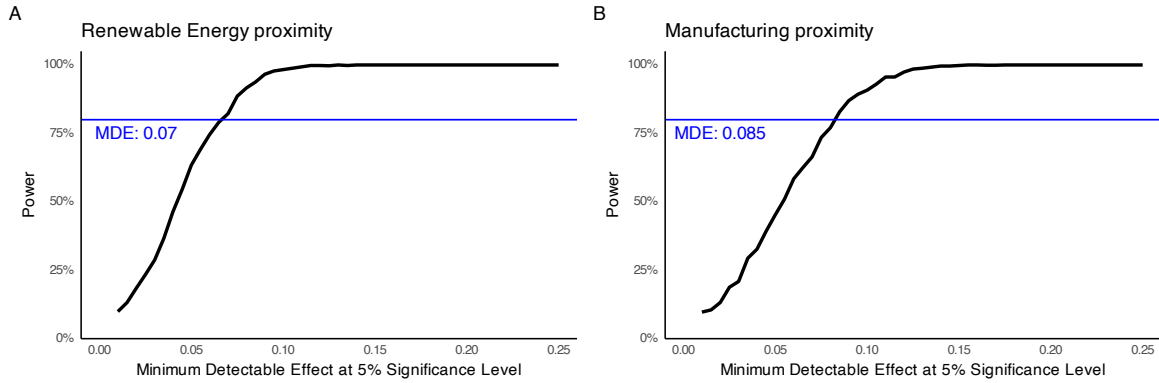 A
Renewable Energy proximity
100%
75%
50%
25%
0%
Power
MDE: 0.07
0.00 0.05 0.10 0.15 0.20 0.25
Minimum Detectable Effect at 5% Significance Level
B
Manufacturing proximity
100%
75%
50%
25%
0%
Power
MDE: 0.085
0.00 0.05 0.10 0.15 0.20 0.25
Minimum Detectable Effect at 5% Significance Level